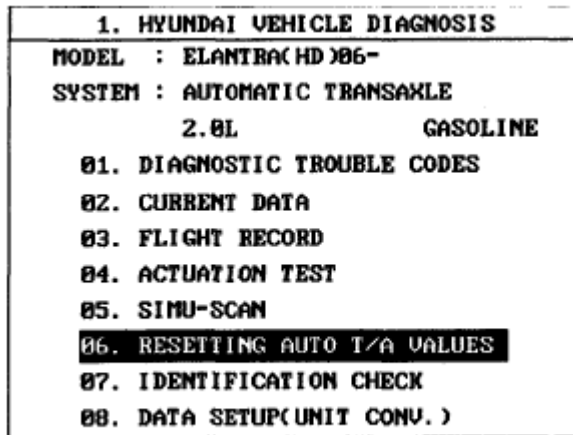 1. HYUNDAI VEHICLE DIAGNOSIS
MODEL : ELANTRA(HD)06-
SYSTEM : AUTOMATIC TRANSAXLE
2.0L GASOLINE
01. DIAGNOSTIC TROUBLE CODES
02. CURRENT DATA
03. FLIGHT RECORD
04. ACTUATION TEST
05. SIMU-SCAN
06. RESETTING AUTO T/A VALUES
07. IDENTIFICATION CHECK
08. DATA SETUP(UNIT CONV.)